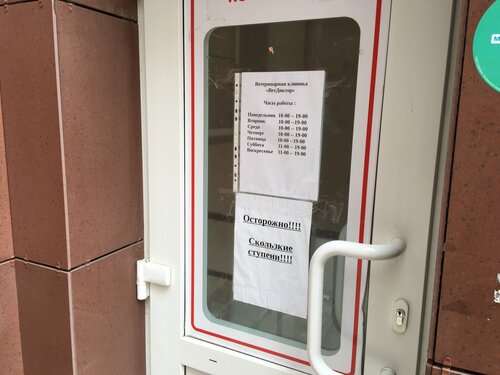 Ветеринарная клиника
«ВетДоктор»
Часы работы :
Понедельник 10-00 – 19-00
Вторник 10-00 – 19-00
Среда 10-00 – 19-00
Четверг 10-00 – 19-00
Пятница 10-00 – 19-00
Суббота 11-00 – 19-00
Воскресенье 11-00 – 19-00
Осторожно!!!!
Скользкие
ступени!!!!